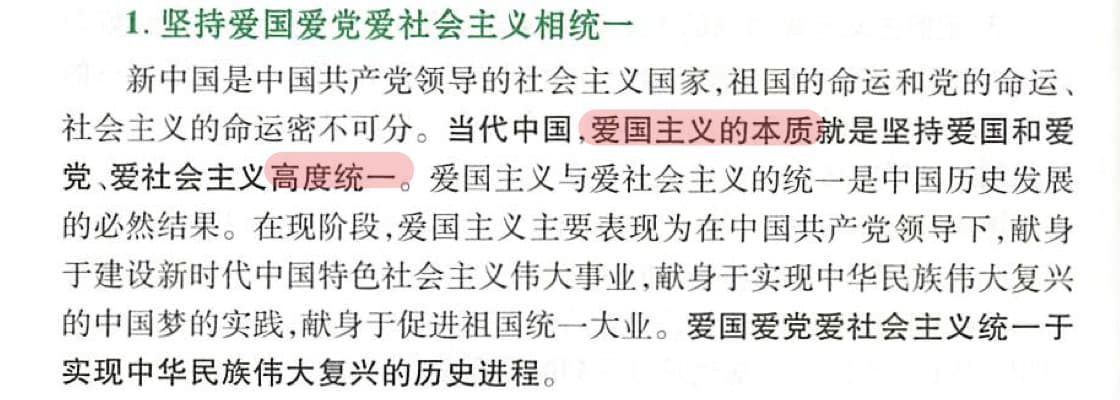 1. 坚持爱国爱党爱社会主义相统一
新中国是中国共产党领导的社会主义国家,祖国的命运和党的命运、
社会主义的命运密不可分。当代中国,爱国主义的本质就是坚持爱国和爱
党、爱社会主义高度统一。爱国主义与爱社会主义的统一是中国历史发展
的必然结果。在现阶段,爱国主义主要表现为在中国共产党领导下,献身
于建设新时代中国特色社会主义伟大事业,献身于实现中华民族伟大复兴
的中国梦的实践,献身于促进祖国统一大业。爱国爱党爱社会主义统一于
实现中华民族伟大复兴的历史进程。